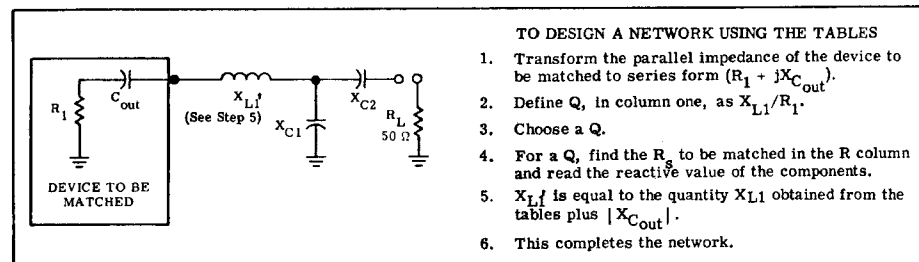 R1
Cout
XL1'
(See Step 5)
XC1
XC2
RL
50 Ω
DEVICE TO BE
MATCHED
TO DESIGN A NETWORK USING THE TABLES
1. Transform the parallel impedance of the device to
be matched to series form (R1 + jXCout).
2. Define Q, in column one, as XL1/R1.
3. Choose a Q.
4. For a Q, find the Rs to be matched in the R column
and read the reactive value of the components.
5. XL1' is equal to the quantity XL1 obtained from the
tables plus |XCout|.
6. This completes the network.